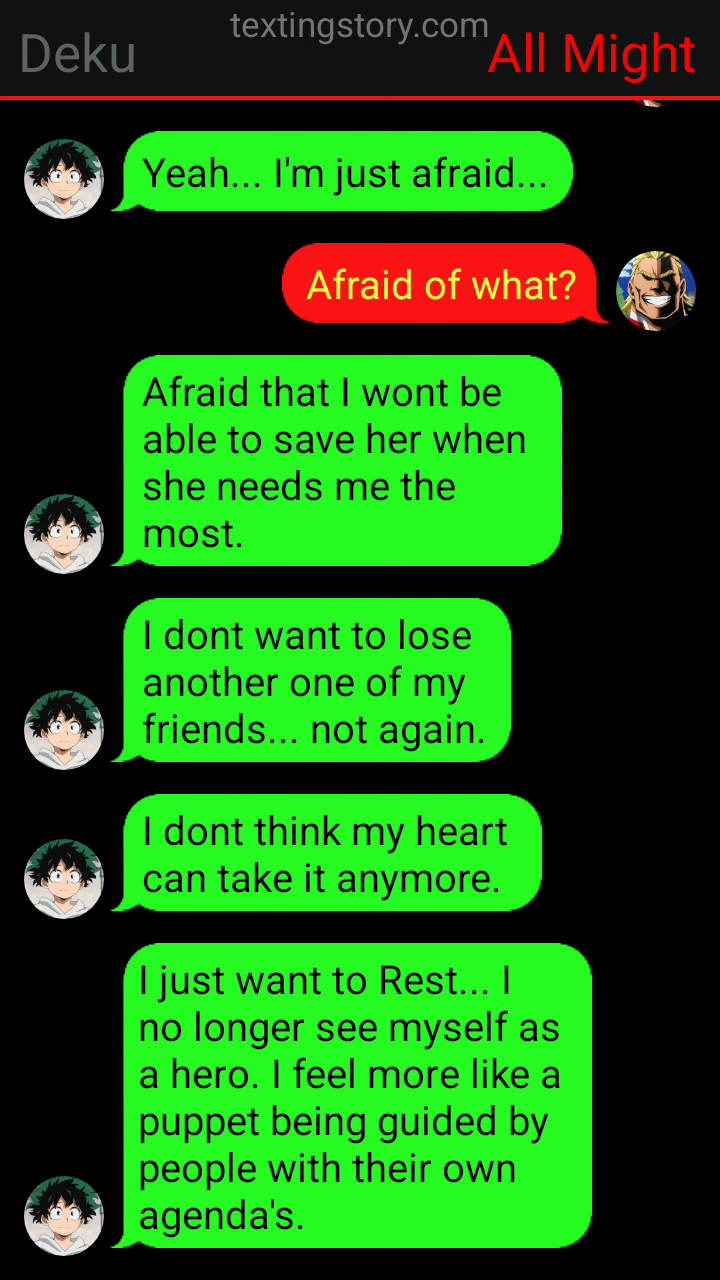 textingstory.com
Deku
All Might
Yeah... I'm just afraid...
Afraid of what?
Afraid that I wont be
able to save her when
she needs me the
most.
I dont want to lose
another one of my
friends... not again.
I dont think my heart
can take it anymore.
I just want to Rest... I
no longer see myself as
a hero. I feel more like a
puppet being guided by
people with their own
agenda's.